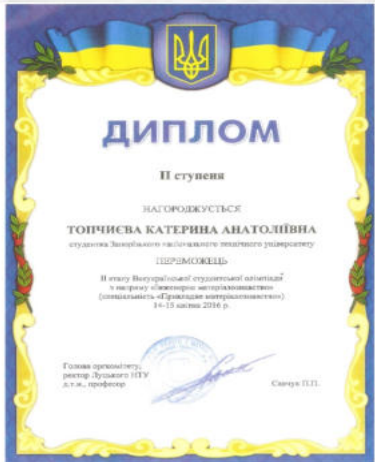 ДИПЛОМ
II ступеня
НАГОРОДЖУЄТЬСЯ
ТОПЧИЄВА КАТЕРИНА АНАТОЛІЇВНА
студентка Запорізького національного технічного університету
ПЕРЕМОЖЕЦЬ
II етапу Всеукраїнської студентської олімпіади
з напряму «Інженерне матеріалознавство»
(спеціальність «Прикладне матеріалознавство»)
14-15 квітня 2016 р.
Голова оргкомітету,
ректор Луцького НТУ
д.т.н., професор
Савчук П.П.